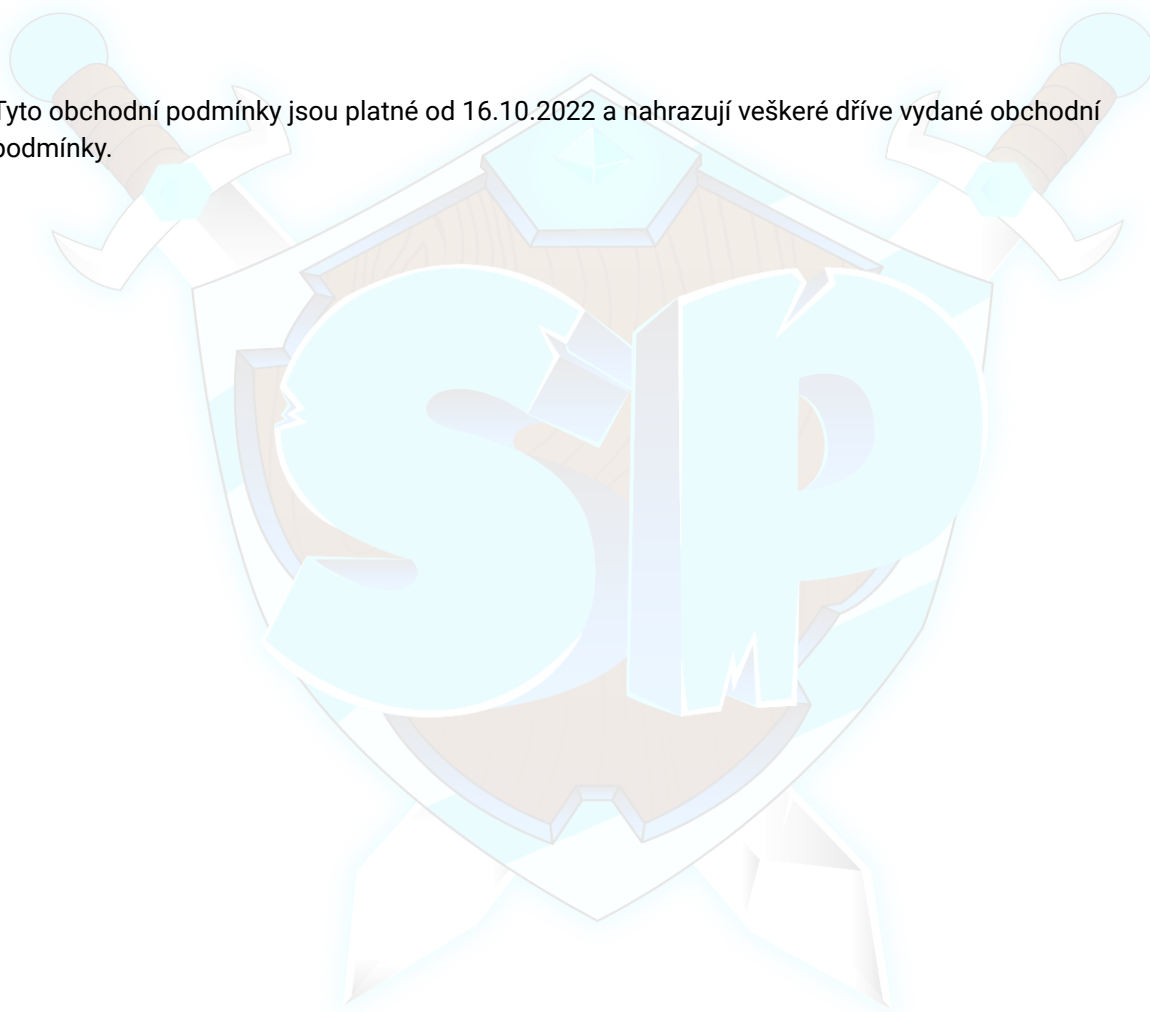 Tyto obchodní podmínky jsou platné od 16.10.2022 a nahrazují veškeré dříve vydané obchodní
podmínky.
SP